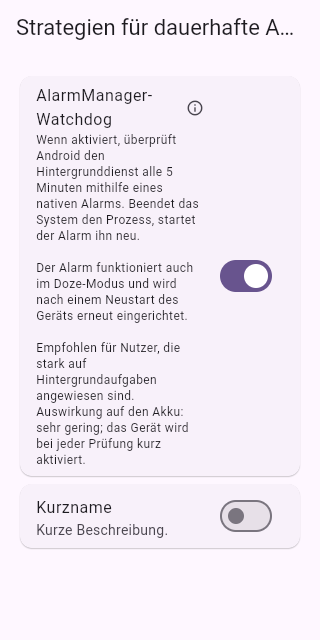 Strategien für dauerhafte A…
AlarmManager-
Watchdog
Wenn aktiviert, überprüft
Android den
Hintergrunddienst alle 5
Minuten mithilfe eines
nativen Alarms. Beendet das
System den Prozess, startet
der Alarm ihn neu.
Der Alarm funktioniert auch
im Doze-Modus und wird
nach einem Neustart des
Geräts erneut eingerichtet.
Empfohlen für Nutzer, die
stark auf
Hintergrundaufgaben
angewiesen sind.
Auswirkung auf den Akku:
sehr gering; das Gerät wird
bei jeder Prüfung kurz
aktiviert.
Kurzname
Kurze Beschreibung.